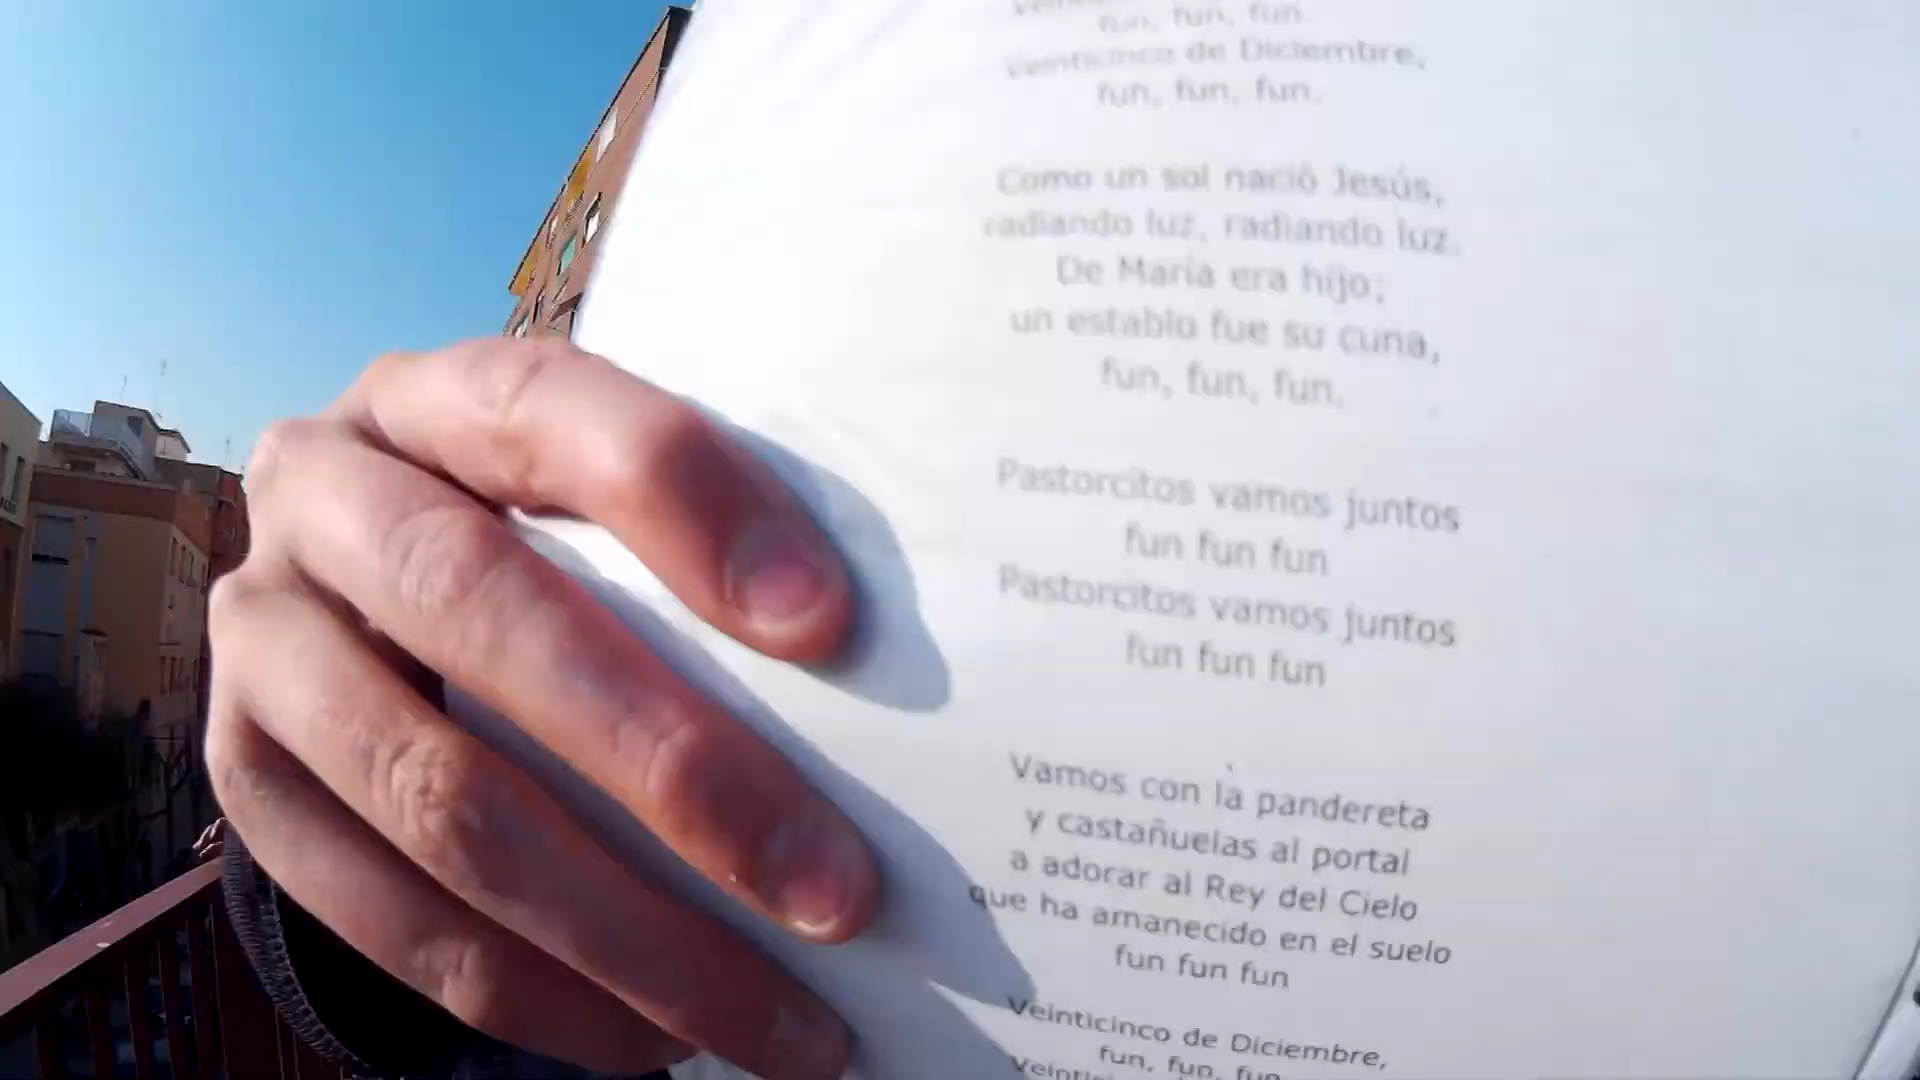 fun, fun, fun.
Veinticinco de Diciembre,
fun, fun, fun.
Como un sol nació Jesús,
radiando luz, radiando luz.
De María era hijo;
un establo fue su cuna,
fun, fun, fun.
Pastorcitos vamos juntos
fun fun fun
Pastorcitos vamos juntos
fun fun fun
Vamos con la pandereta
y castañuelas al portal
a adorar al Rey del Cielo
que ha amanecido en el suelo
fun fun fun
Veinticinco de Diciembre,
fun, fun, fun